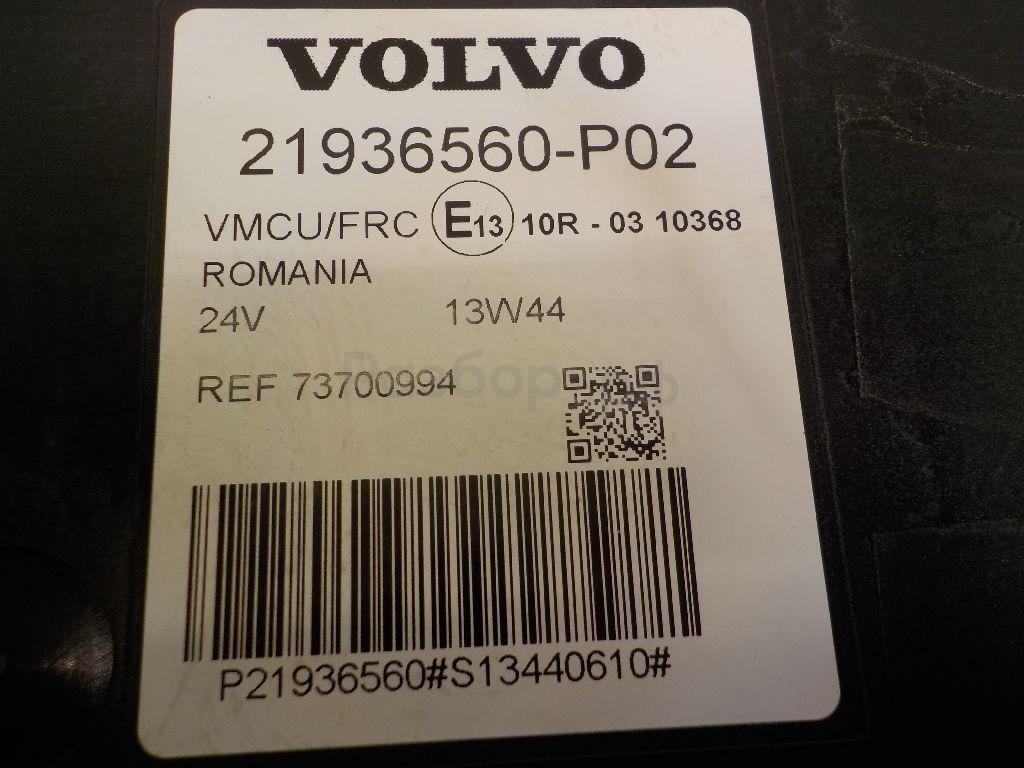 VOLVO
21936560-P02
VMCU/FRC E13 10R - 03 10368
ROMANIA
24V 13W44
REF 73700994
P21936560#S13440610#